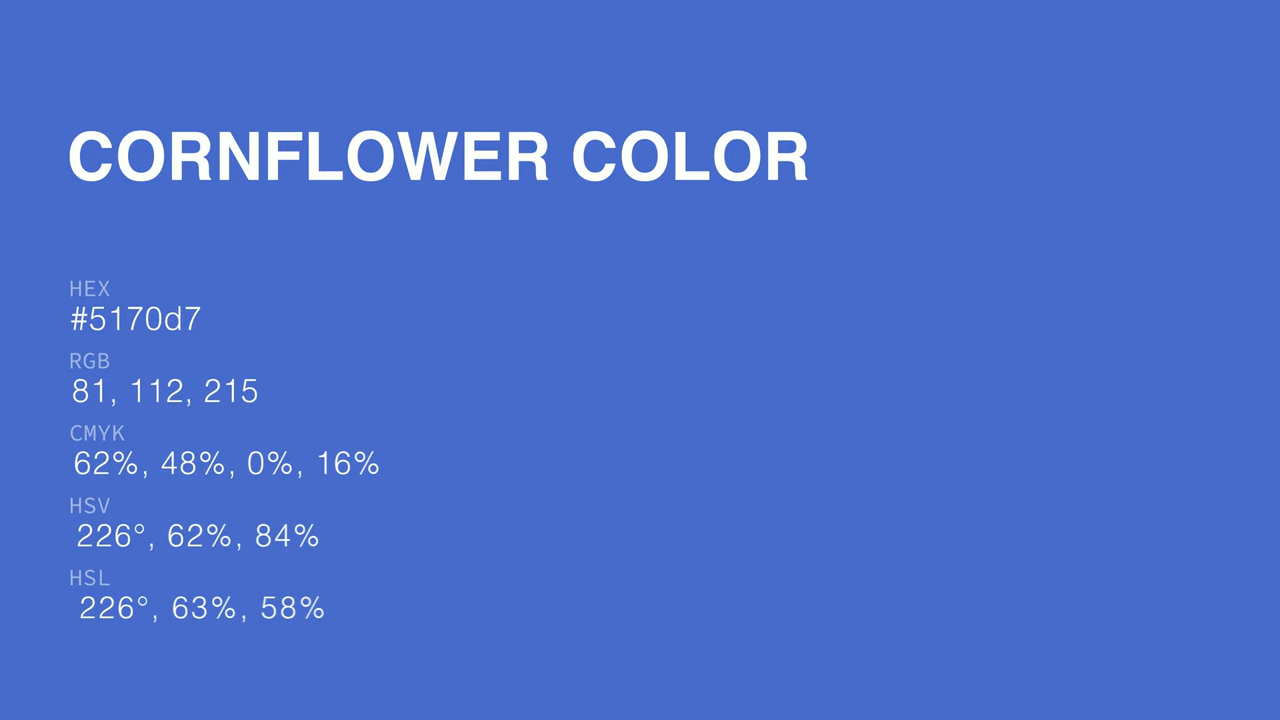 CORNFLOWER COLOR
HEX
#5170d7
RGB
81, 112, 215
CMYK
62%, 48%, 0%, 16%
HSV
226°, 62%, 84%
HSL
226°, 63%, 58%